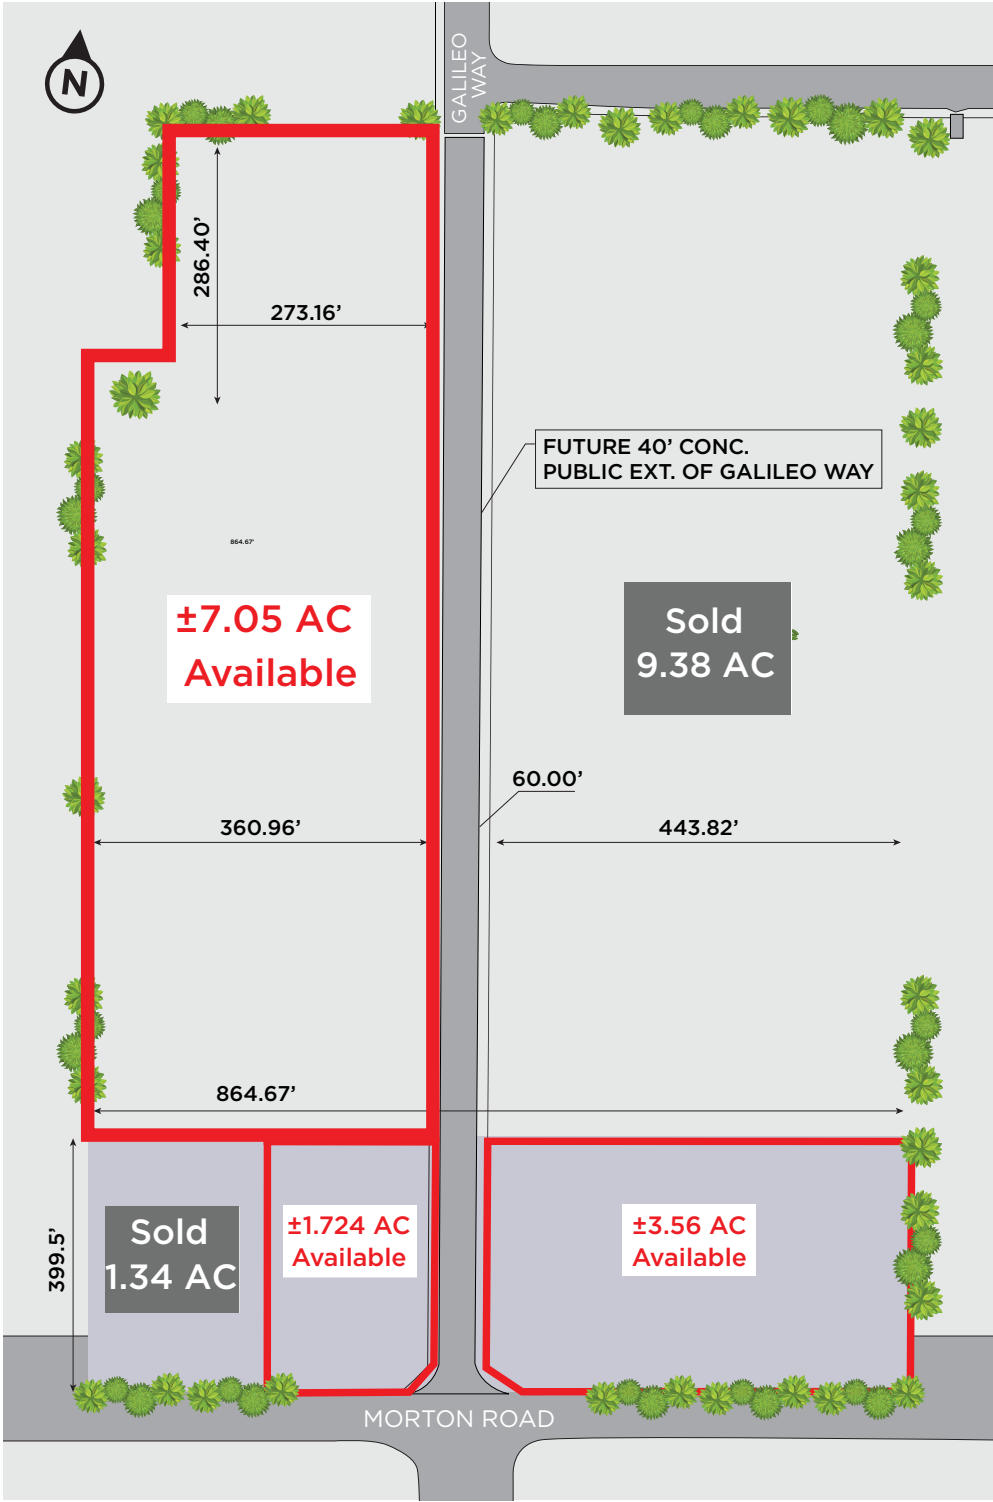 GALILEO
WAY
N
286.40’
273.16’
FUTURE 40’ CONC.
PUBLIC EXT. OF GALILEO WAY
864.67’
±7.05 AC
Available
Sold
9.38 AC
60.00’
360.96’
443.82’
864.67’
399.5’
Sold
1.34 AC
±1.724 AC
Available
±3.56 AC
Available
MORTON ROAD